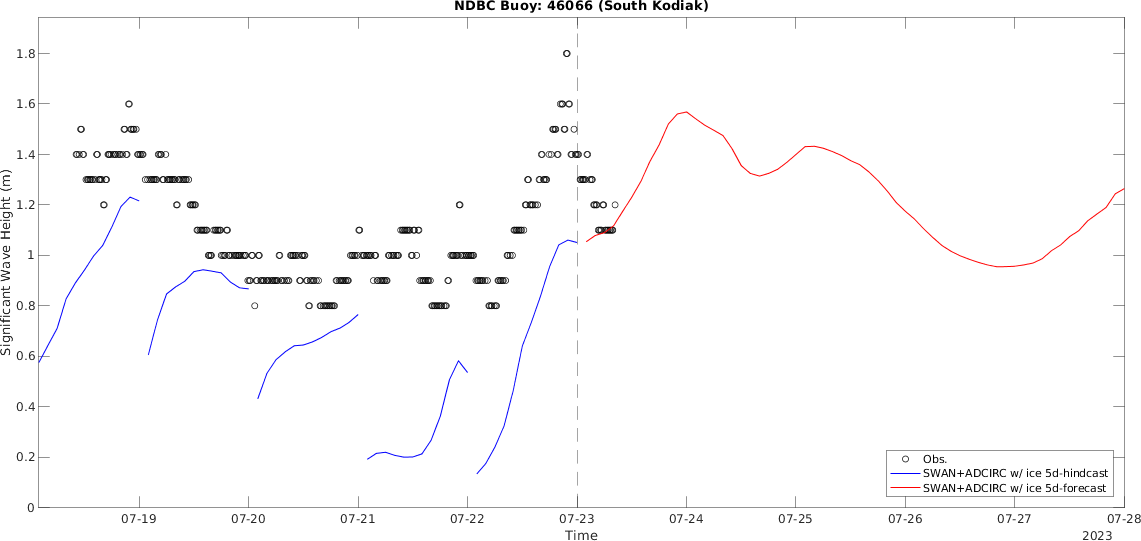 NDBC Buoy: 46066 (South Kodiak)
Significant Wave Height (m)
1.8
1.6
1.4
1.2
1
0.8
0.6
0.4
0.2
0
Obs.
SWAN+ADCIRC w/ ice 5d-hindcast
SWAN+ADCIRC w/ ice 5d-forecast
07-19 07-20 07-21 07-22 07-23 07-24 07-25 07-26 07-27 07-28
Time
2023